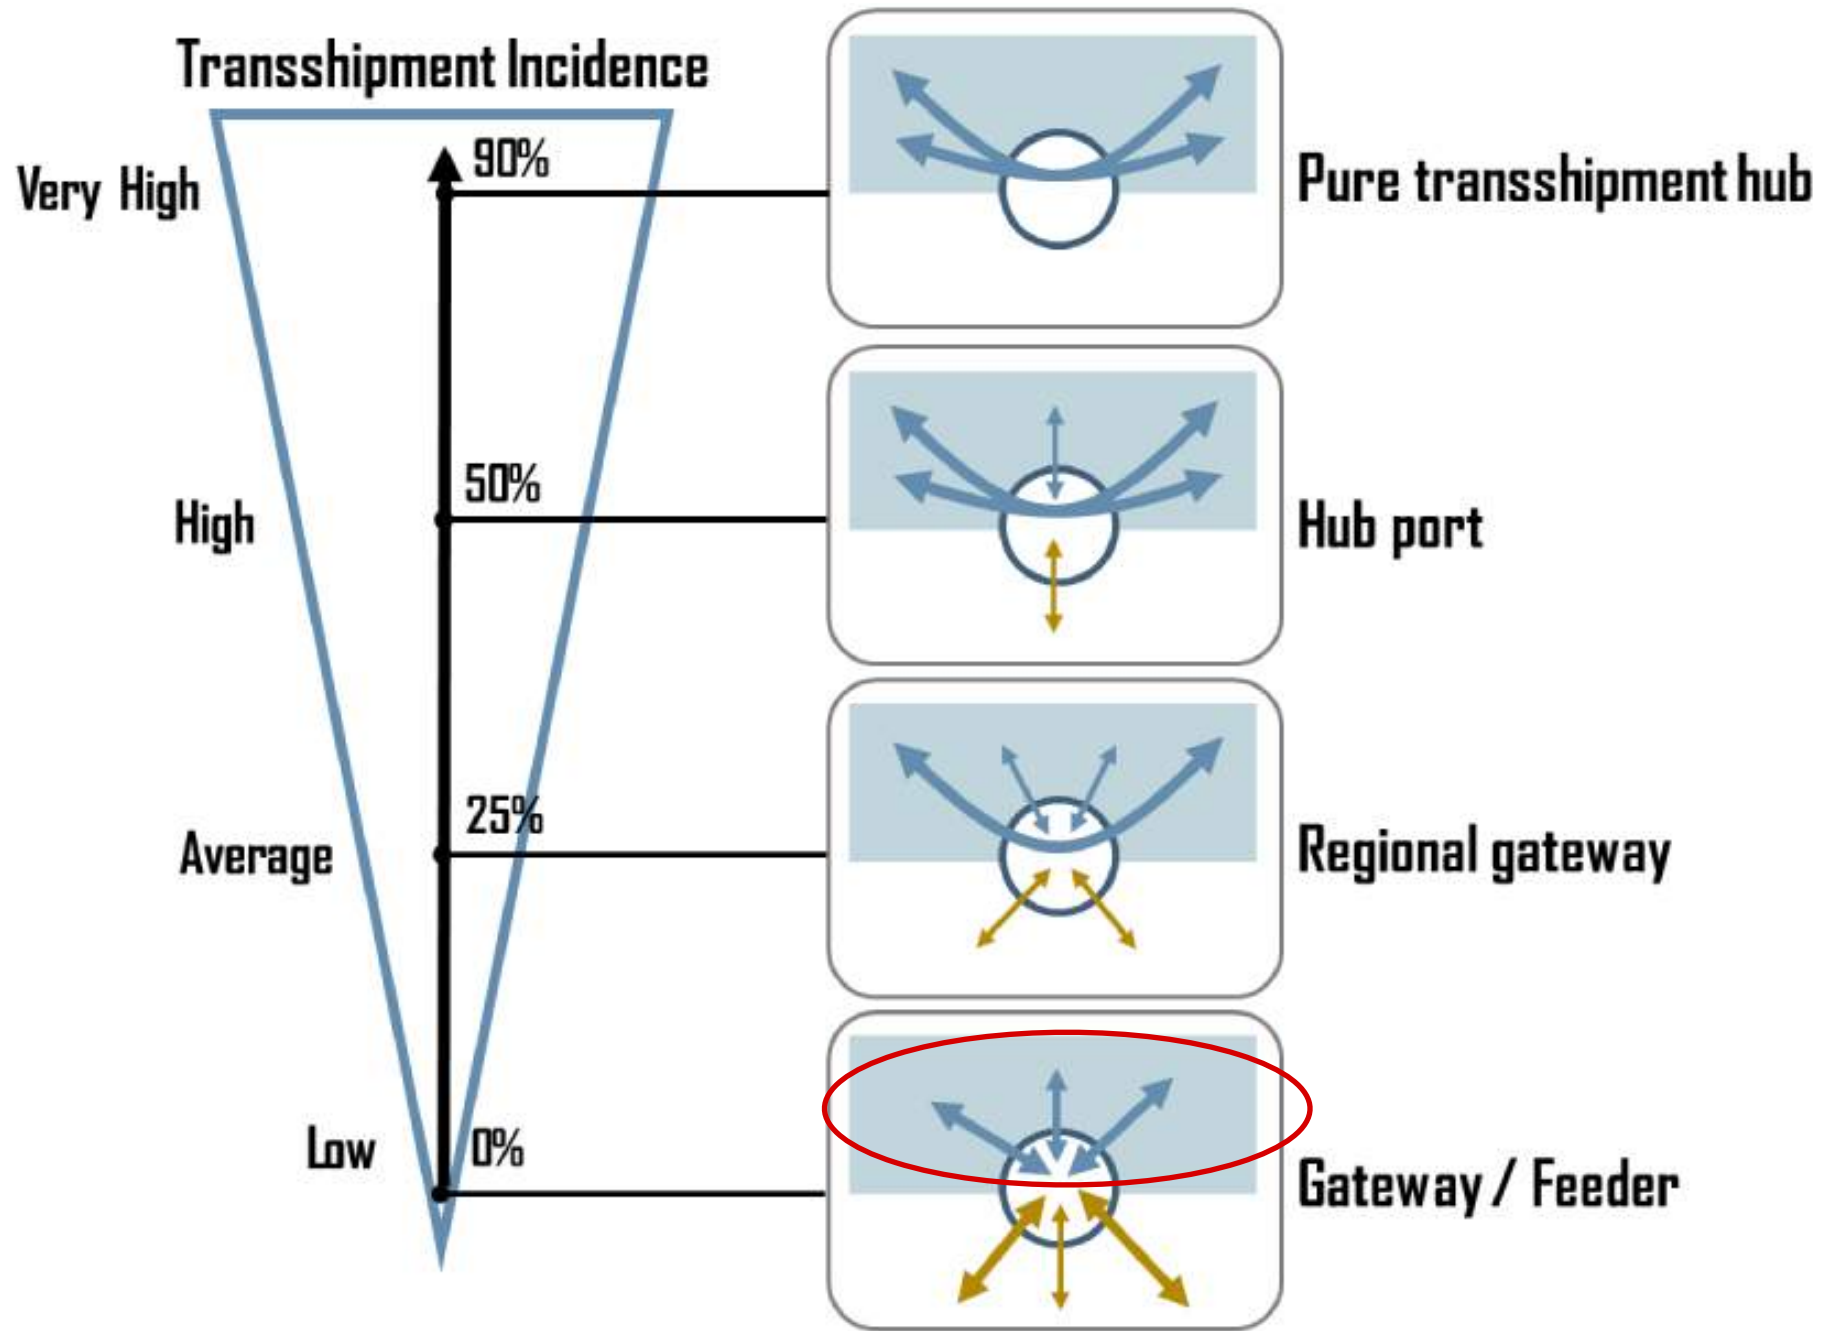 Transshipment Incidence
Very High
90%
Pure transshipment hub
High
50%
Hub port
Average
25%
Regional gateway
Low
0%
Gateway / Feeder